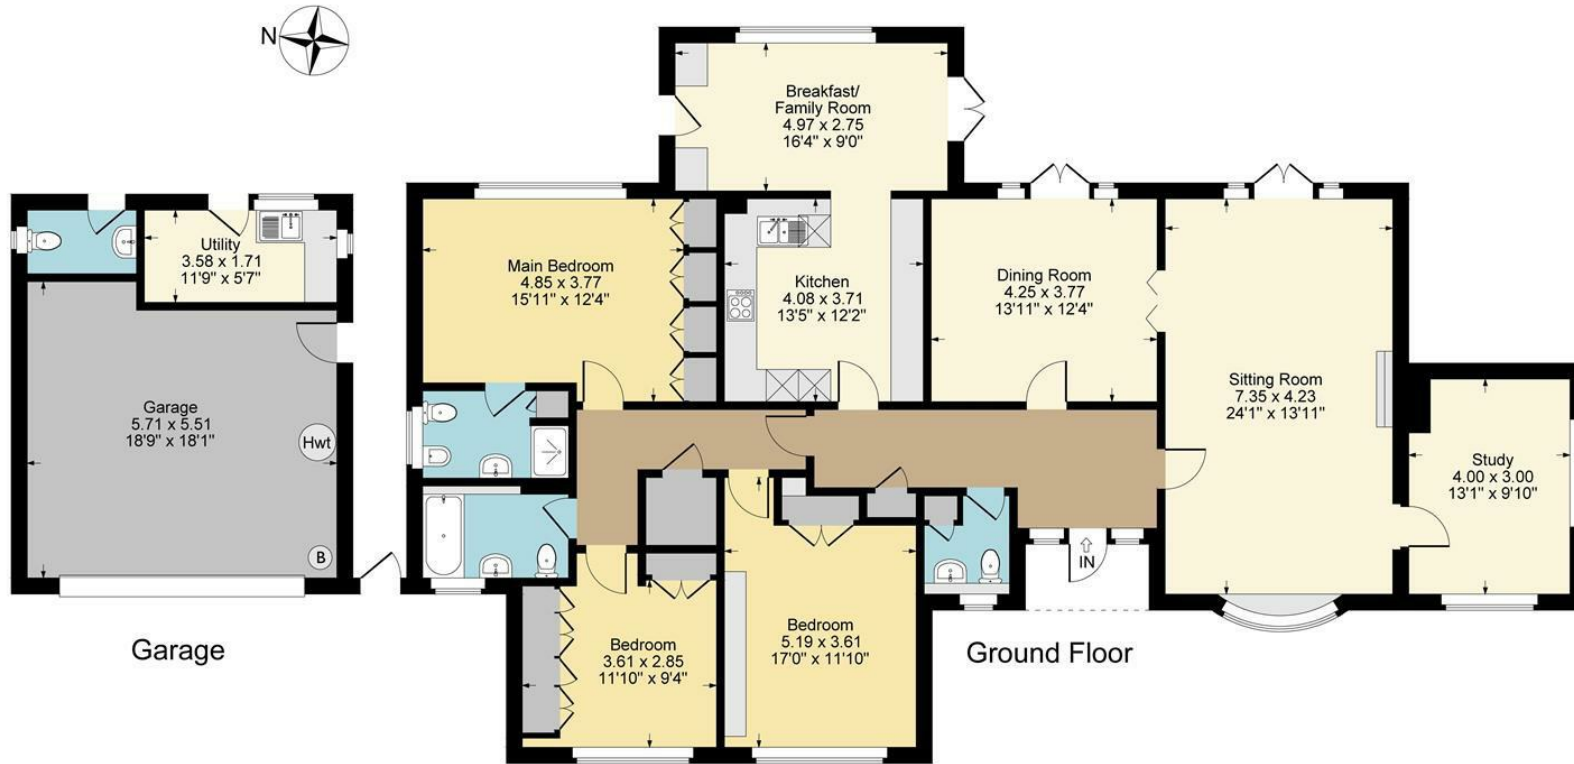 N
Breakfast/
Family Room
4.97 x 2.75
16'4" x 9'0"
Utility
3.58 x 1.71
11'9" x 5'7"
Main Bedroom
4.85 x 3.77
15'11" x 12'4"
Kitchen
4.08 x 3.71
13'5" x 12'2"
Dining Room
4.25 x 3.77
13'11" x 12'4"
Sitting Room
7.35 x 4.23
24'1" x 13'11"
Garage
5.71 x 5.51
18'9" x 18'1"
Hwt
Study
4.00 x 3.00
13'1" x 9'10"
B
IN
Bedroom
3.61 x 2.85
11'10" x 9'4"
Bedroom
5.19 x 3.61
17'0" x 11'10"
Garage
Ground Floor